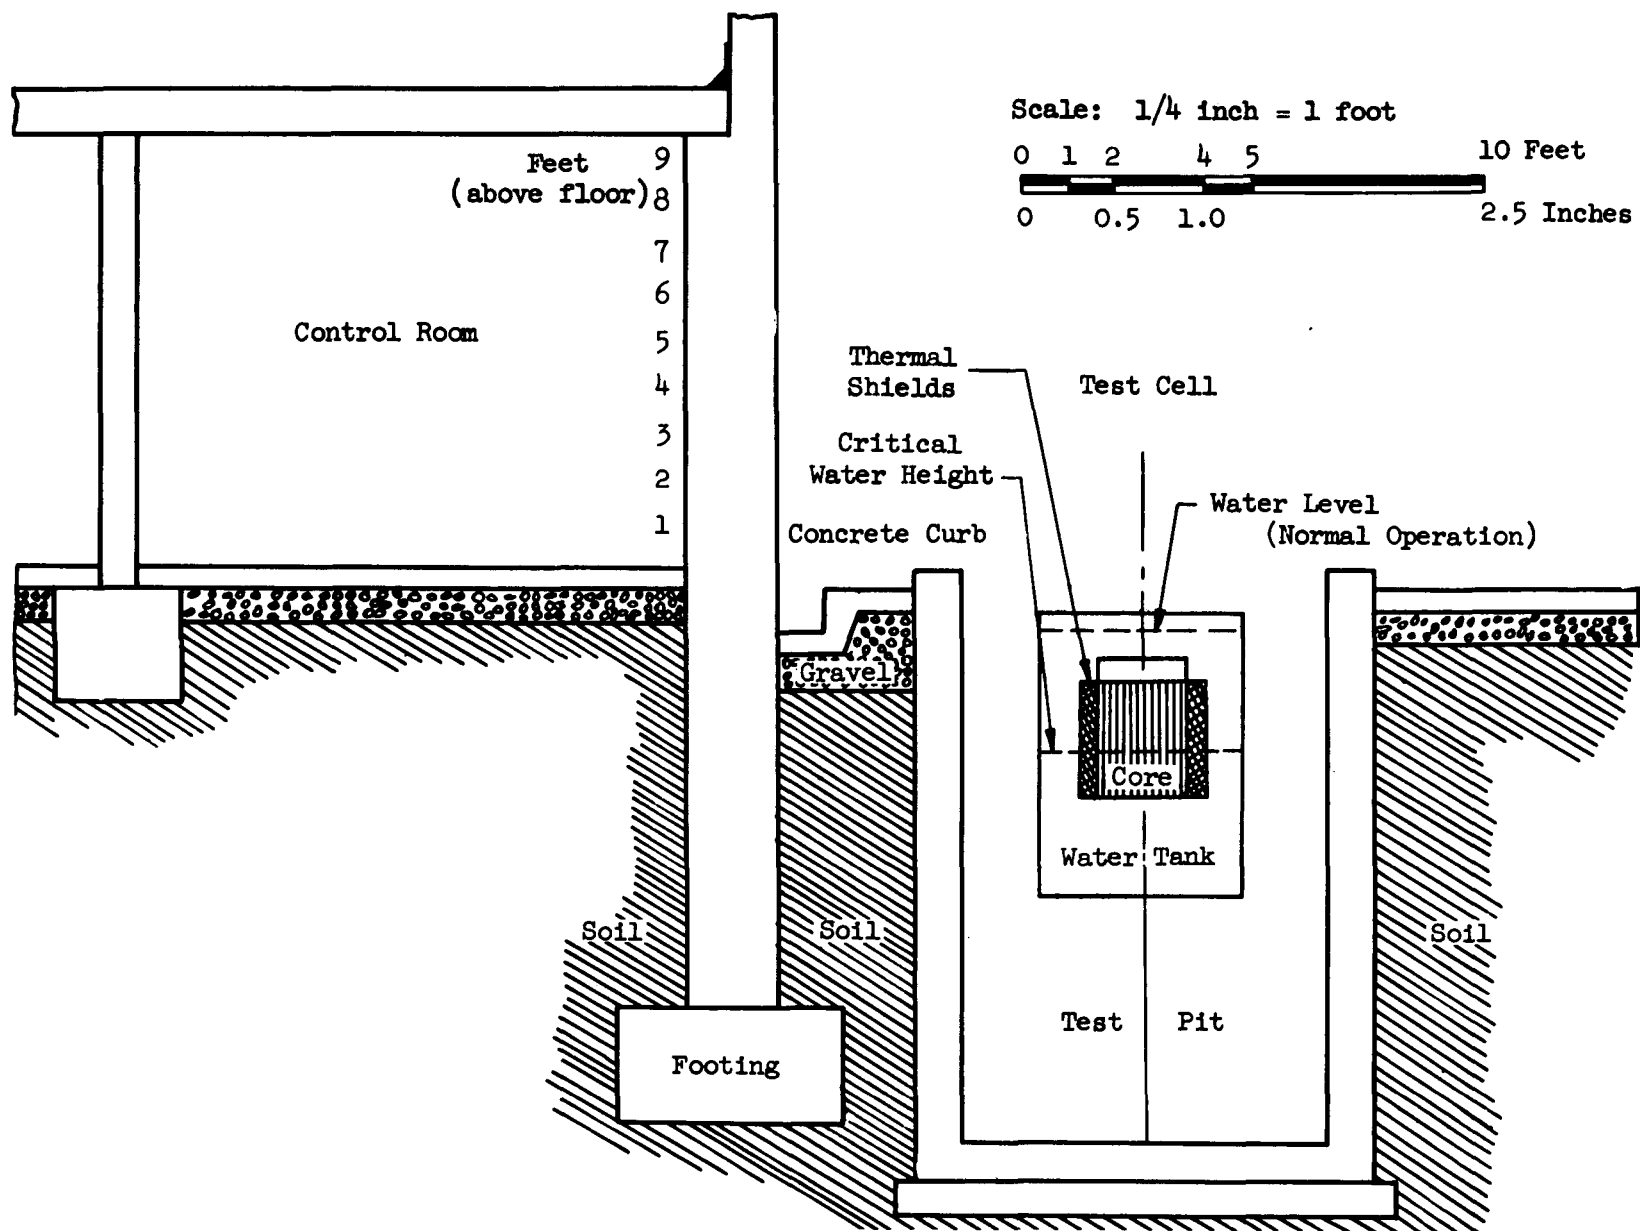 Scale: 1/4 inch = 1 foot
0 1 2 4 5 10 Feet
0 0.5 1.0 2.5 Inches
Feet
(above floor)
9
8
7
6
5
4
3
2
1
Control Room
Thermal
Shields
Test Cell
Critical
Water Height
Water Level
(Normal Operation)
Concrete Curb
Gravel
Core
Water Tank
Soil
Soil
Soil
Test Pit
Footing